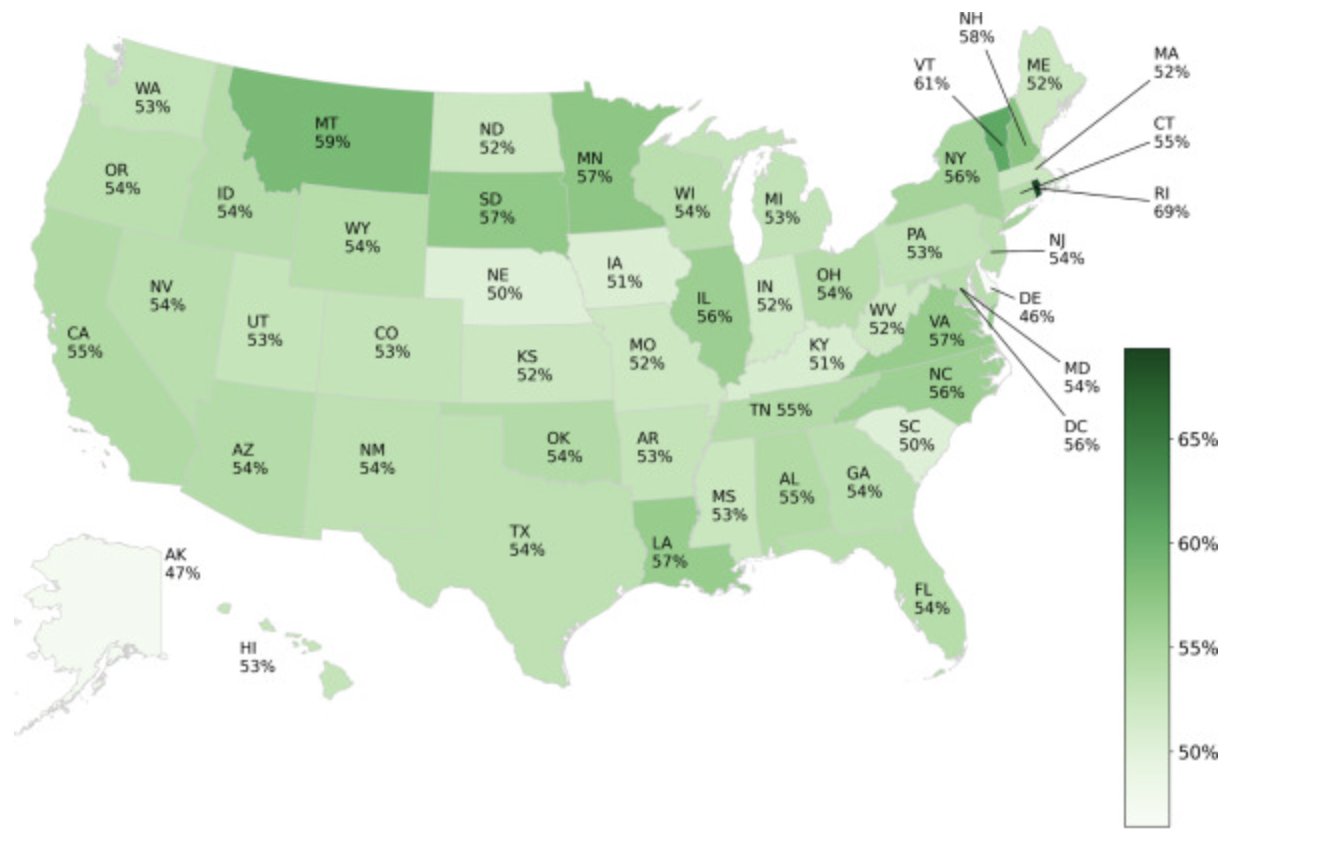 NH
58%
VT
61%
ME
52%
MA
52%
WA
53%
MT
59%
ND
52%
MN
57%
CT
55%
OR
54%
ID
54%
SD
57%
WI
54%
MI
53%
NY
56%
RI
69%
WY
54%
PA
53%
NJ
54%
NV
54%
NE
50%
IA
51%
IL
56%
IN
52%
OH
54%
WV
52%
VA
57%
DE
46%
CA
55%
UT
53%
CO
53%
KS
52%
MO
52%
KY
51%
NC
56%
MD
54%
TN 55%
DC
56%
AZ
54%
NM
54%
OK
54%
AR
53%
SC
50%
MS
53%
AL
55%
GA
54%
TX
54%
LA
57%
FL
54%
AK
47%
HI
53%
65%
60%
55%
50%